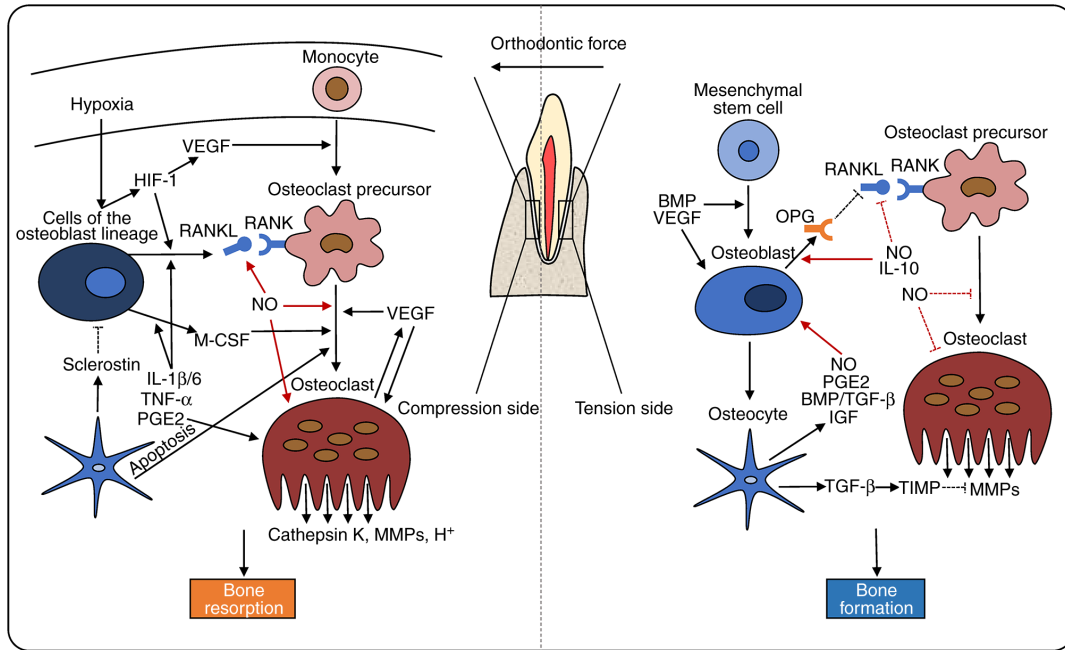 Orthodontic force
Monocyte
Hypoxia
VEGF
HIF-1
Osteoclast precursor
Cells of the
osteoblast lineage
RANKL
RANK
NO
VEGF
M-CSF
Sclerostin
IL-1β/6
TNF-α
PGE2
Apoptosis
Osteoclast
Cathepsin K, MMPs, H⁺
Bone
resorption
Compression side
Tension side
Mesenchymal
stem cell
Osteoclast precursor
RANKL
RANK
BMP
VEGF
OPG
Osteoblast
NO
IL-10
NO
Osteoclast
NO
PGE2
BMP/TGF-β
IGF
Osteocyte
TGF-β
TIMP
MMPs
Bone
formation